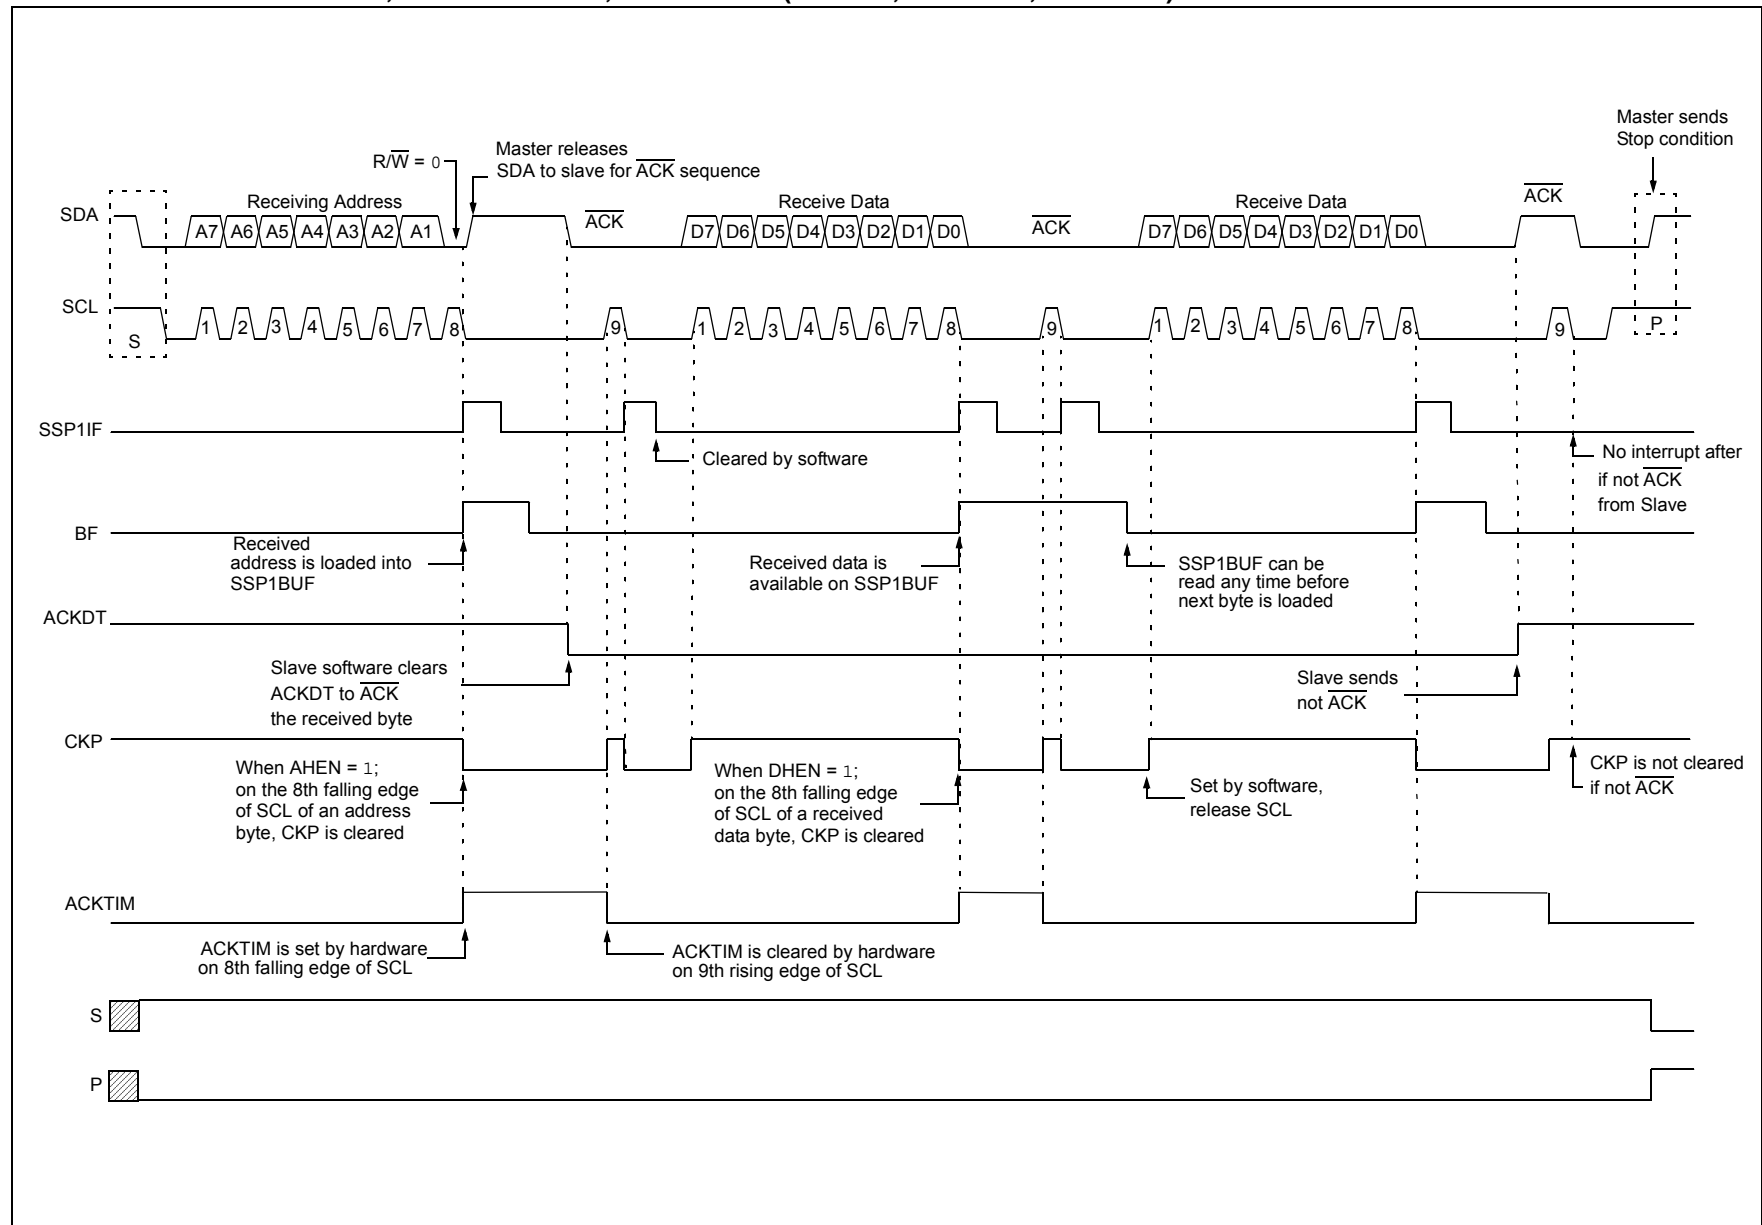 Master sends
Stop condition
R/W̅ = 0
Master releases
SDA to slave for A̅C̅K̅ sequence
SDA
Receiving Address
A̅C̅K̅
Receive Data
A̅C̅K̅
Receive Data
A̅C̅K̅
A7 A6 A5 A4 A3 A2 A1
D7 D6 D5 D4 D3 D2 D1 D0
D7 D6 D5 D4 D3 D2 D1 D0
SCL
S
1 2 3 4 5 6 7 8
9
1 2 3 4 5 6 7 8
9
1 2 3 4 5 6 7 8
9
P
SSP1IF
Cleared by software
No interrupt after
if not A̅C̅K̅
from Slave
BF
Received
address is loaded into
SSP1BUF
Received data is
available on SSP1BUF
SSP1BUF can be
read any time before
next byte is loaded
ACKDT
Slave software clears
ACKDT to A̅C̅K̅
the received byte
Slave sends
not A̅C̅K̅
CKP
When AHEN = 1;
on the 8th falling edge
of SCL of an address
byte, CKP is cleared
When DHEN = 1;
on the 8th falling edge
of SCL of a received
data byte, CKP is cleared
Set by software,
release SCL
CKP is not cleared
if not A̅C̅K̅
ACKTIM
ACKTIM is set by hardware
on 8th falling edge of SCL
ACKTIM is cleared by hardware
on 9th rising edge of SCL
S
P